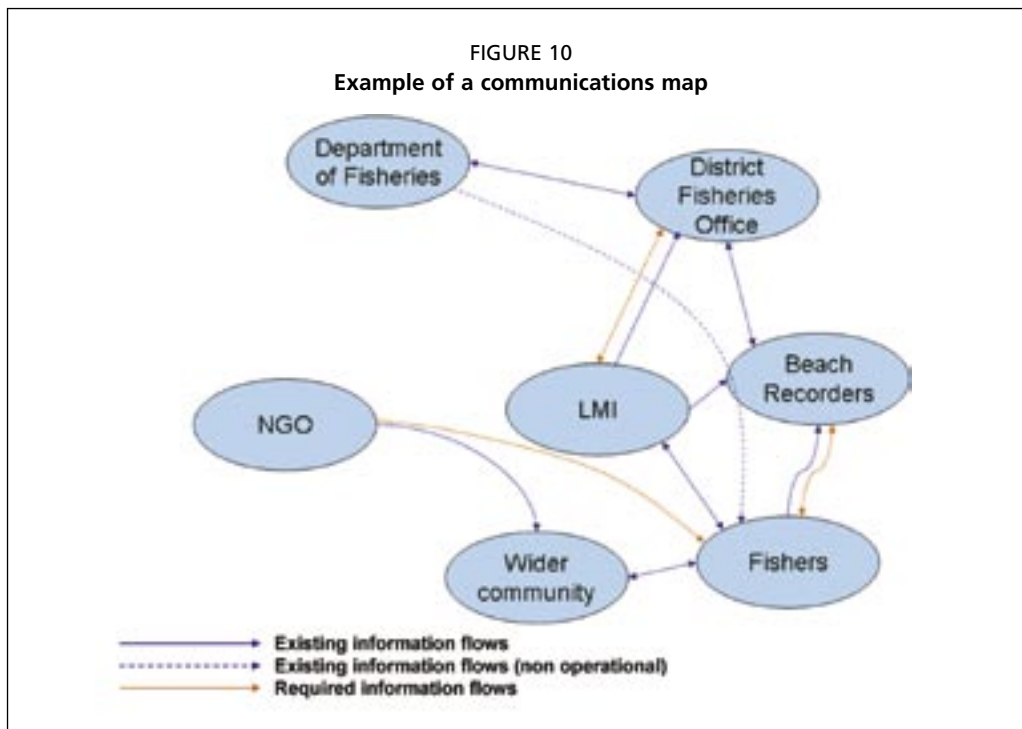 FIGURE 10
Example of a communications map
Department
of Fisheries
District
Fisheries
Office
Beach
Recorders
LMI
NGO
Wider
community
Fishers
Existing information flows
Existing information flows (non operational)
Required information flows